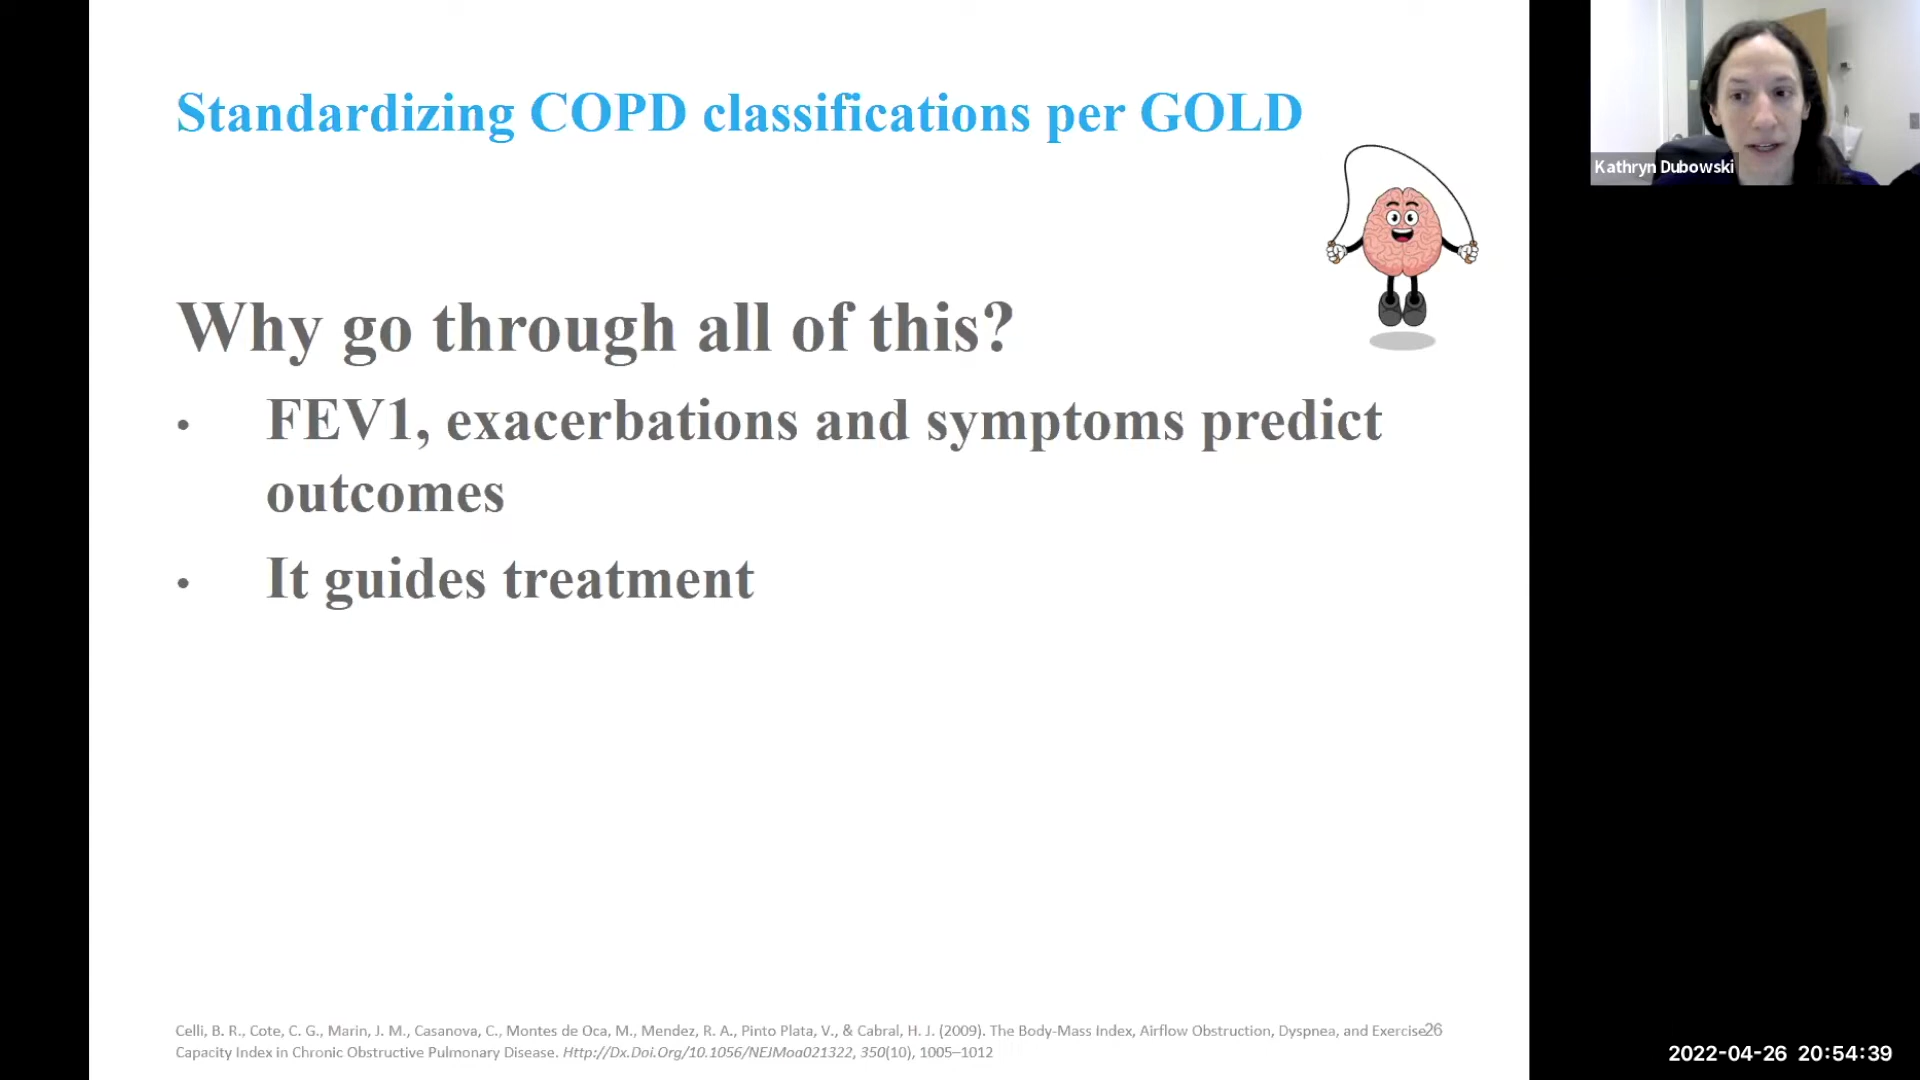 Standardizing COPD classifications per GOLD
Kathryn Dubowski
Why go through all of this?
• FEV1, exacerbations and symptoms predict
outcomes
• It guides treatment
Celli, B. R., Cote, C. G., Marin, J. M., Casanova, C., Montes de Oca, M., Mendez, R. A., Pinto Plata, V., & Cabral, H. J. (2009). The Body-Mass Index, Airflow Obstruction, Dyspnea, and Exercise
26
Capacity Index in Chronic Obstructive Pulmonary Disease. Http://Dx.Doi.Org/10.1056/NEJMoa021322, 350(10), 1005–1012
2022-04-26 20:54:39